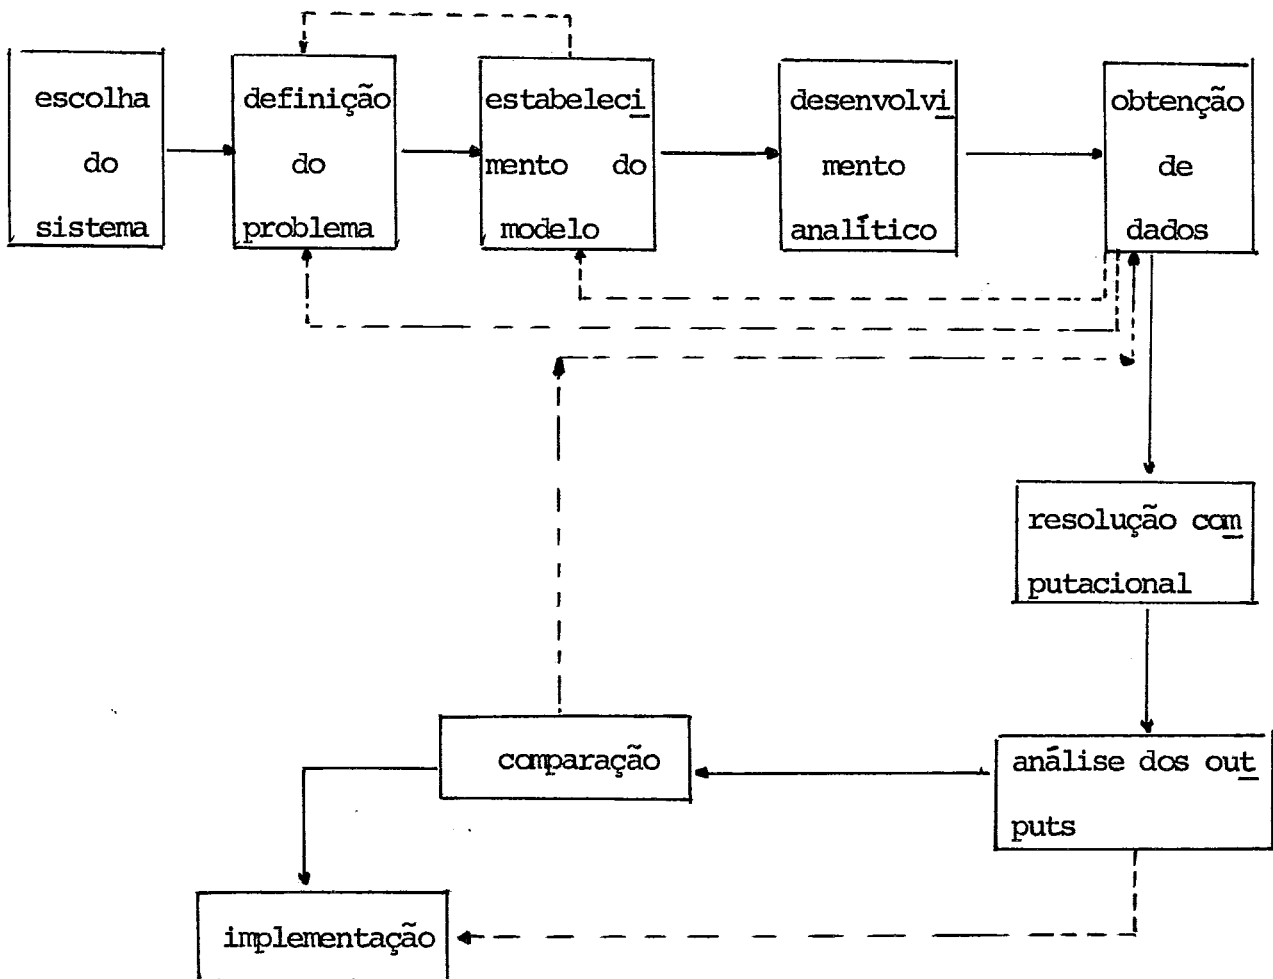 escolha
do
sistema
definição
do
problema
estabeleci
mento do
modelo
desenvolvi
mento
analítico
obtenção
de
dados
resolução com
putacional
análise dos out
puts
comparação
implementação